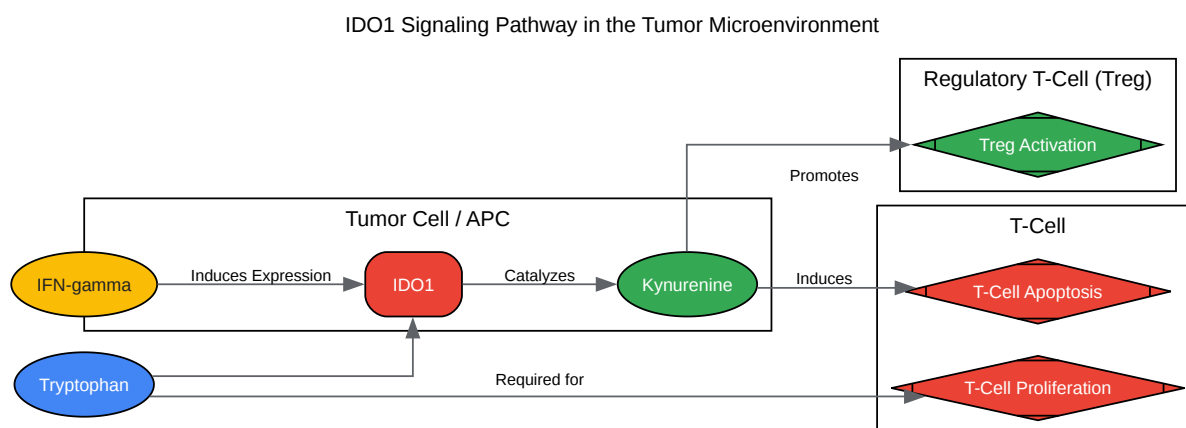 IDO1 Signaling Pathway in the Tumor Microenvironment
Regulatory T-Cell (Treg)
Treg Activation
Promotes
Tumor Cell / APC
T-Cell
IFN-gamma
Induces Expression
IDO1
Catalyzes
Kynurenine
Induces
T-Cell Apoptosis
Tryptophan
Required for
T-Cell Proliferation